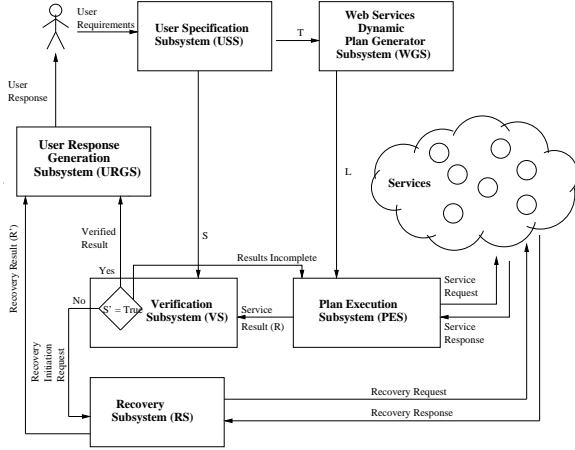 User
Requirements
User Specification
Subsystem (USS)
T
Web Services
Dynamic
Plan Generator
Subsystem (WGS)
User
Response
User Response
Generation
Subsystem (URGS)
L
Services
Recovery Result (R')
Verified
Result
S
Results Incomplete
Yes
No
S' = True
Verification
Subsystem (VS)
Service
Result (R)
Plan Execution
Subsystem (PES)
Service
Request
Service
Response
Recovery
Initiation
Request
Recovery
Subsystem (RS)
Recovery Request
Recovery Response